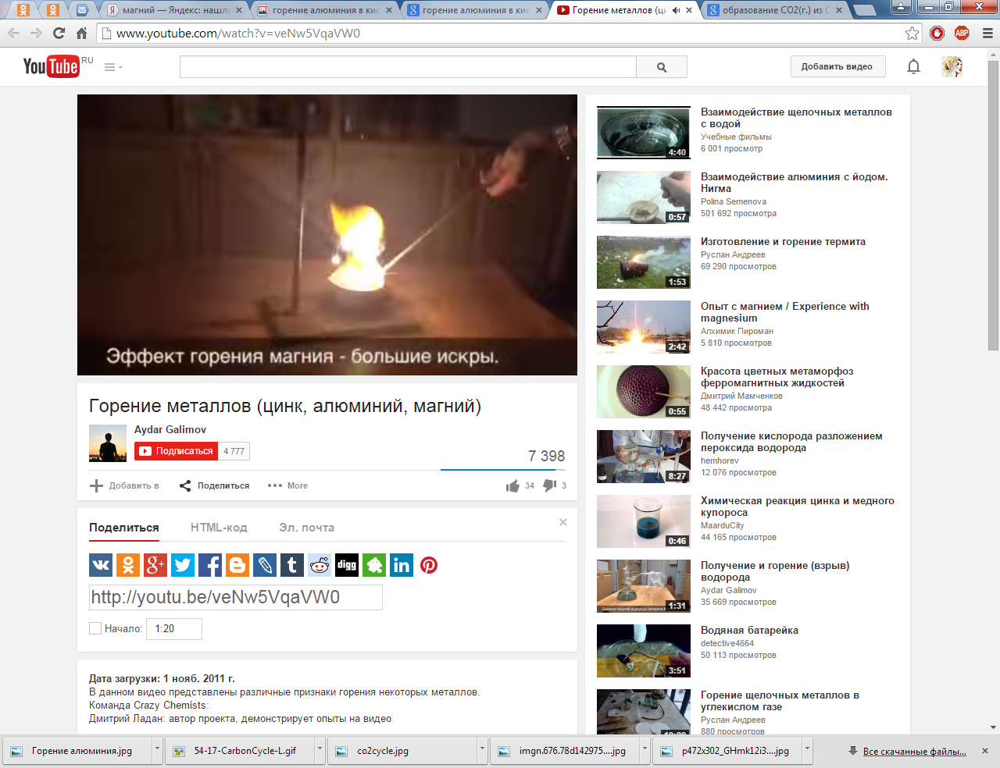 магний — Яндекс: нашл
горение алюминия в кис
горение алюминия в кис
Горение металлов (ци
образование CO2(г.) из
www.youtube.com/watch?v=veNw5VqaVW0
ABP
YouTube RU
Добавить видео
Эффект горения магния - большие искры.
Горение металлов (цинк, алюминий, магний)
Aydar Galimov
Подписаться 4 777
7 398
Добавить в Поделиться More 34 3
Поделиться HTML-код Эл. почта
digg
http://youtu.be/veNw5VqaVW0
Начало: 1:20
Дата загрузки: 1 нояб. 2011 г.
В данном видео представлены различные признаки горения некоторых металлов.
Команда Crazy Chemists:
Дмитрий Ладан: автор проекта, демонстрирует опыты на видео
4:40
Взаимодействие щелочных металлов
с водой
Учебные фильмы
6 001 просмотр
0:57
Взаимодействие алюминия с йодом.
Нигма
Polina Semenova
501 692 просмотра
1:53
Изготовление и горение термита
Руслан Андреев
69 290 просмотров
2:42
Опыт с магнием / Experience with
magnesium
Алхимик Пироман
5 810 просмотров
0:55
Красота цветных метаморфоз
ферромагнитных жидкостей
Дмитрий Мамченков
48 442 просмотра
8:27
Получение кислорода разложением
пероксида водорода
hemhorev
12 076 просмотров
0:46
Химическая реакция цинка и медного
купороса
MaarduCity
44 165 просмотров
1:31
Получение и горение (взрыв)
водорода
Aydar Galimov
35 669 просмотров
3:51
Водяная батарейка
detective4664
50 113 просмотров
Горение щелочных металлов в
углекислом газе
Руслан Андреев
880 просмотров
Горение алюминия.jpg
54-17-CarbonCycle-L.gif
co2cycle.jpg
imgn.676.78d142975....jpg
p472x302_GHmk12i3....jpg
Все скачанные файлы...